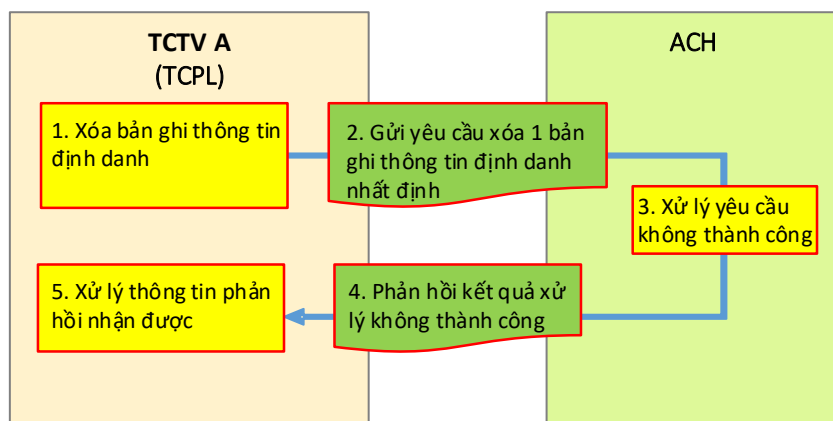 TCTV A
(TCPL)
ACH
1. Xóa bản ghi thông tin
định danh
2. Gửi yêu cầu xóa 1 bản
ghi thông tin định danh
nhất định
3. Xử lý yêu cầu
không thành công
4. Phản hồi kết quả xử
lý không thành công
5. Xử lý thông tin phản
hồi nhận được